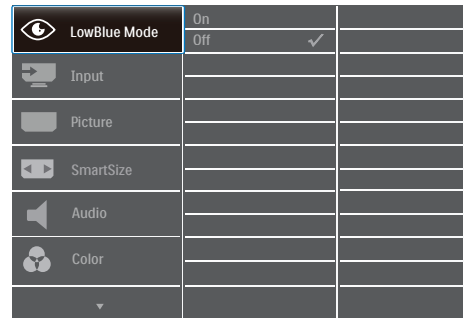 LowBlue Mode
On
Off
Input
Picture
SmartSize
Audio
Color